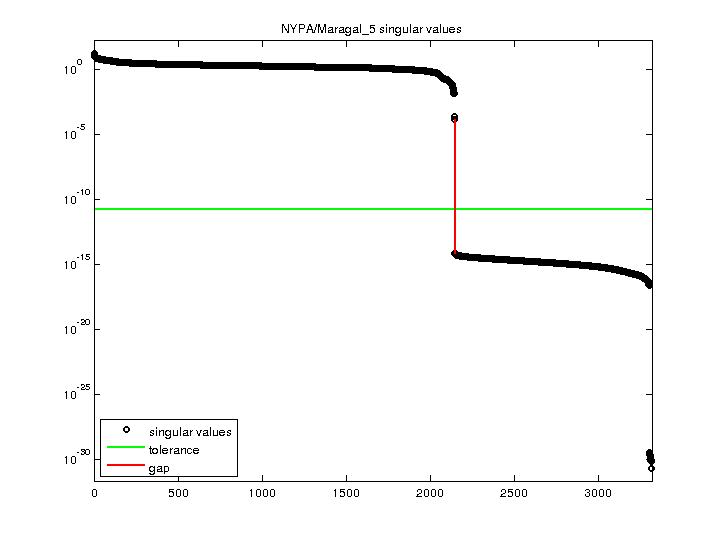 NYPA/Maragal_5 singular values
10^0
10^-5
10^-10
10^-15
10^-20
10^-25
10^-30
singular values
tolerance
gap
0 500 1000 1500 2000 2500 3000